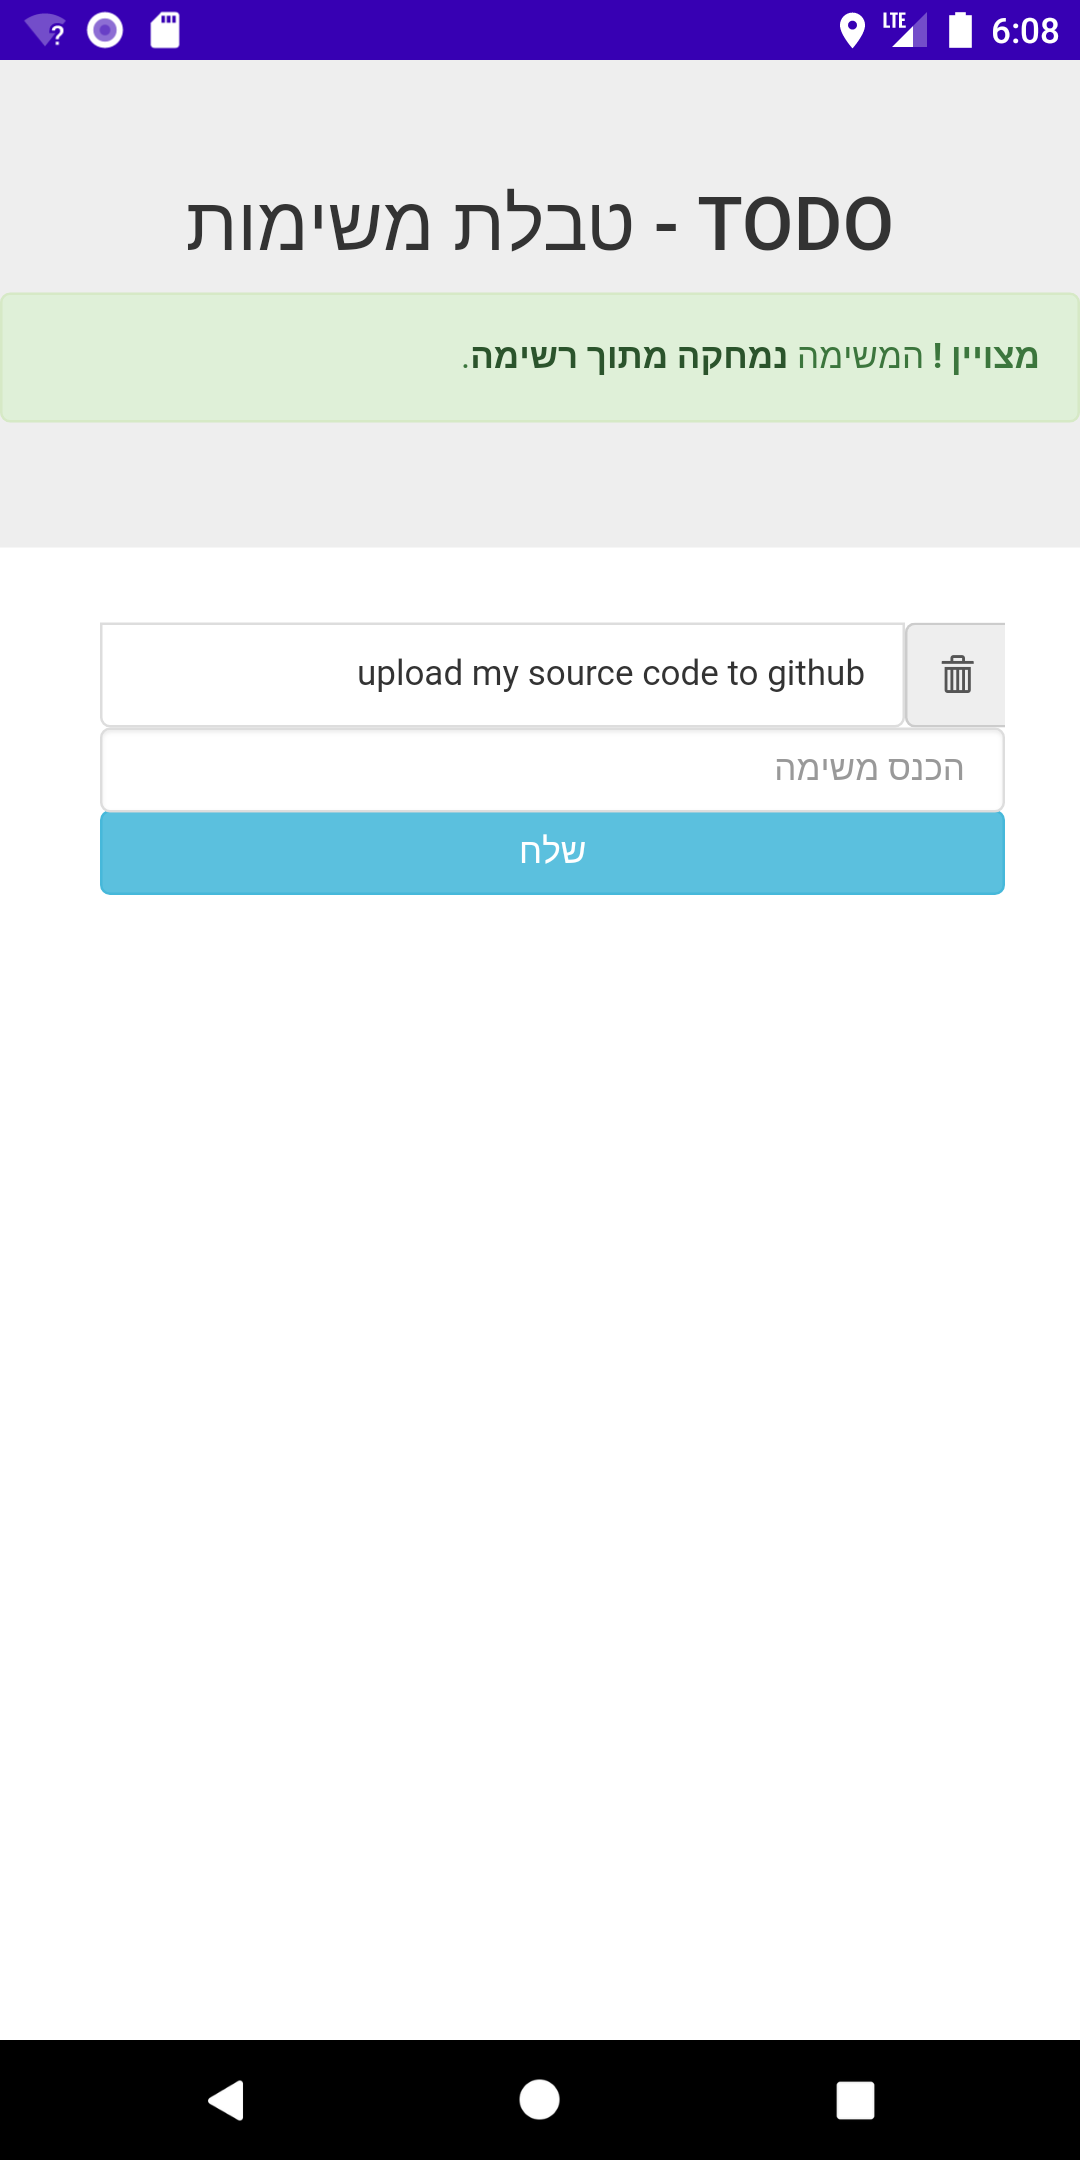 LTE 6:08
TODO - טבלת משימות
מצויין ! המשימה נמחקה מתוך רשימה.
upload my source code to github
הכנס משימה
שלח